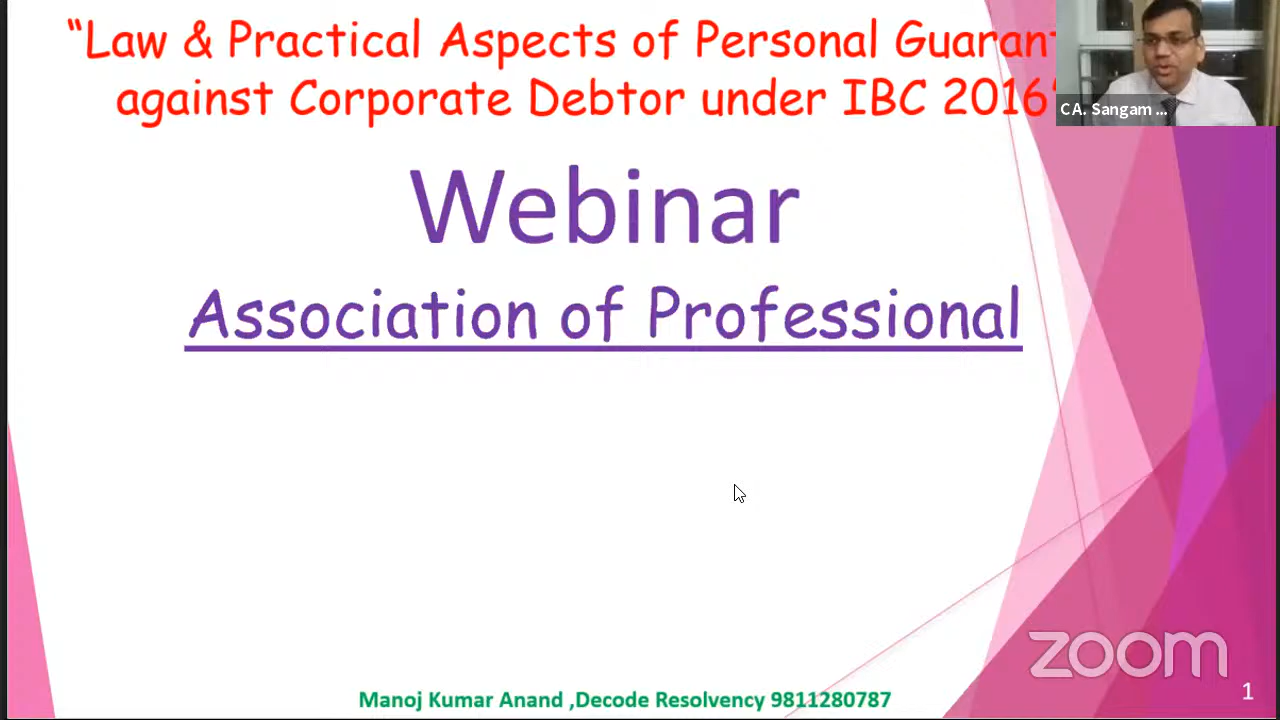 “Law & Practical Aspects of Personal
against Corporate Debtor under IBC 2016
CA. Sangam ...
Webinar
Association of Professional
zoom
Manoj Kumar Anand ,Decode Resolvency 9811280787
1